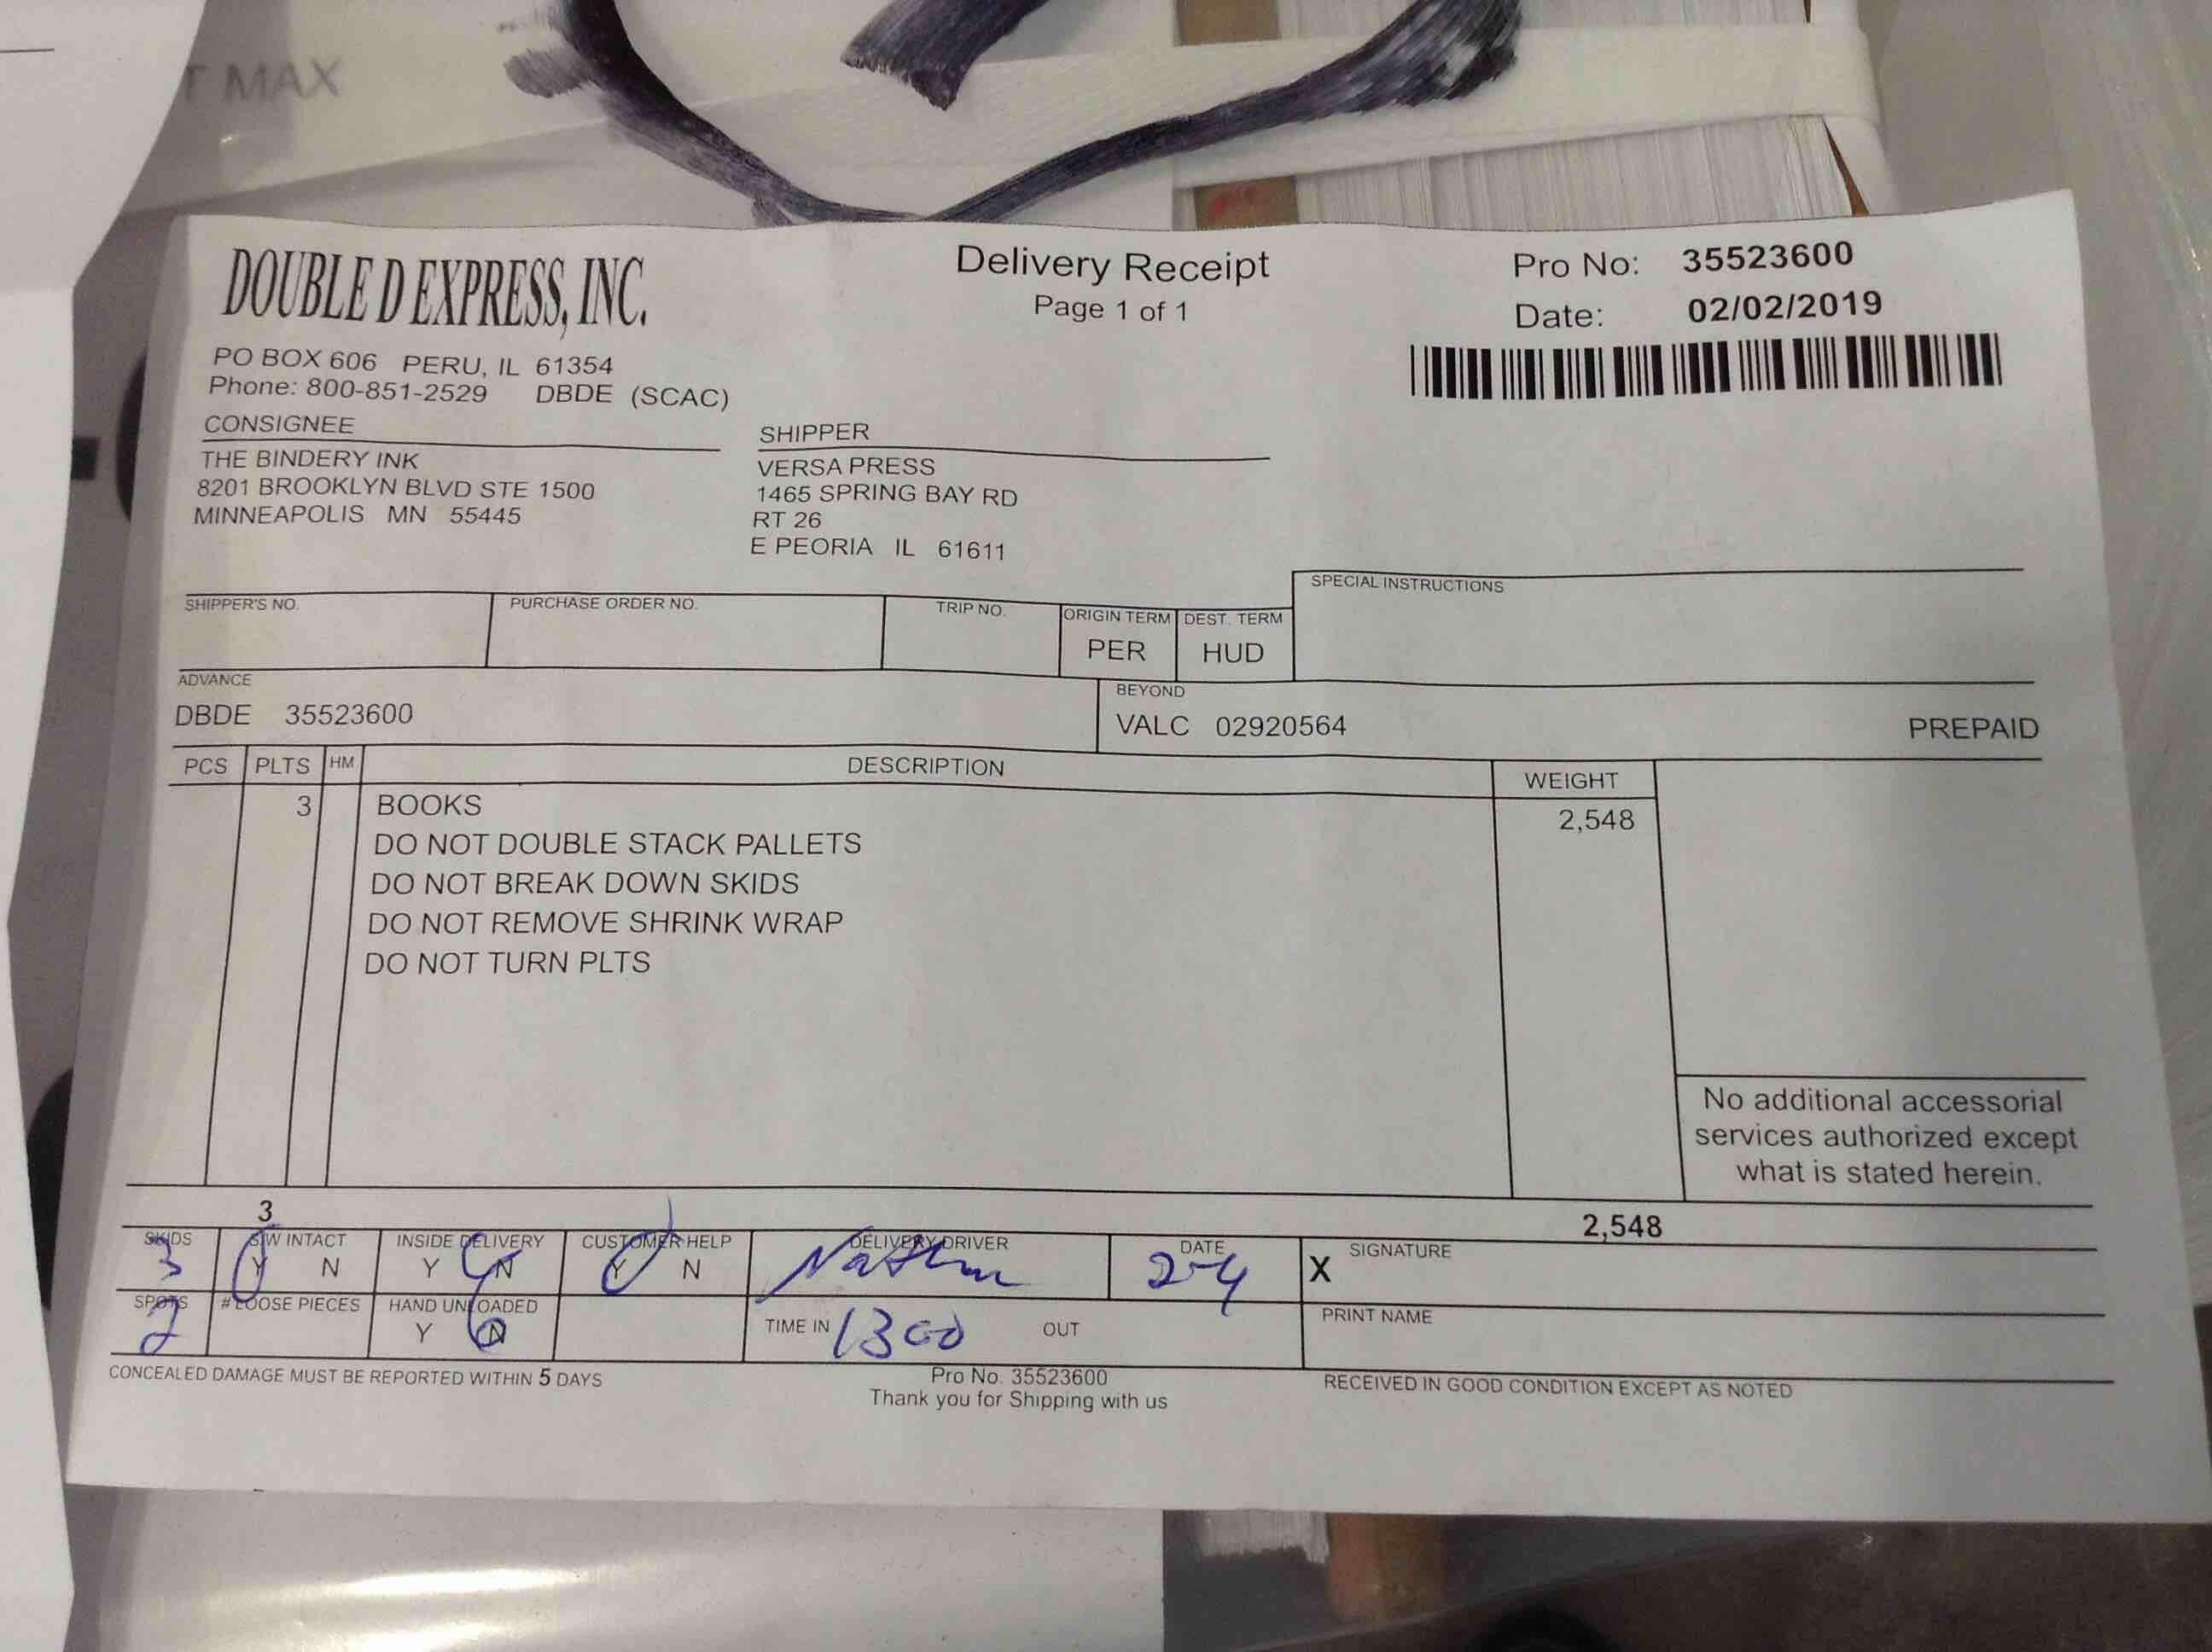 T MAX
DOUBLE D EXPRESS, INC.
Delivery Receipt
Page 1 of 1
Pro No: 35523600
Date: 02/02/2019
PO BOX 606 PERU, IL 61354
Phone: 800-851-2529 DBDE (SCAC)
CONSIGNEE
THE BINDERY INK
8201 BROOKLYN BLVD STE 1500
MINNEAPOLIS MN 55445
SHIPPER
VERSA PRESS
1465 SPRING BAY RD
RT 26
E PEORIA IL 61611
SHIPPER'S NO. PURCHASE ORDER NO. TRIP NO. ORIGIN TERM DEST. TERM SPECIAL INSTRUCTIONS
PER HUD
ADVANCE BEYOND
DBDE 35523600 VALC 02920564 PREPAID
PCS PLTS HM DESCRIPTION WEIGHT
3 BOOKS 2,548
DO NOT DOUBLE STACK PALLETS
DO NOT BREAK DOWN SKIDS
DO NOT REMOVE SHRINK WRAP
DO NOT TURN PLTS
No additional accessorial
services authorized except
what is stated herein.
3 2,548
SKIDS S/W INTACT INSIDE DELIVERY CUSTOMER HELP DELIVERY DRIVER DATE SIGNATURE
3 Y N Y N Y N Nathan 2-4 X
SPOTS # LOOSE PIECES HAND UNLOADED PRINT NAME
2 Y N TIME IN 1300 OUT
CONCEALED DAMAGE MUST BE REPORTED WITHIN 5 DAYS Pro No. 35523600 RECEIVED IN GOOD CONDITION EXCEPT AS NOTED
Thank you for Shipping with us